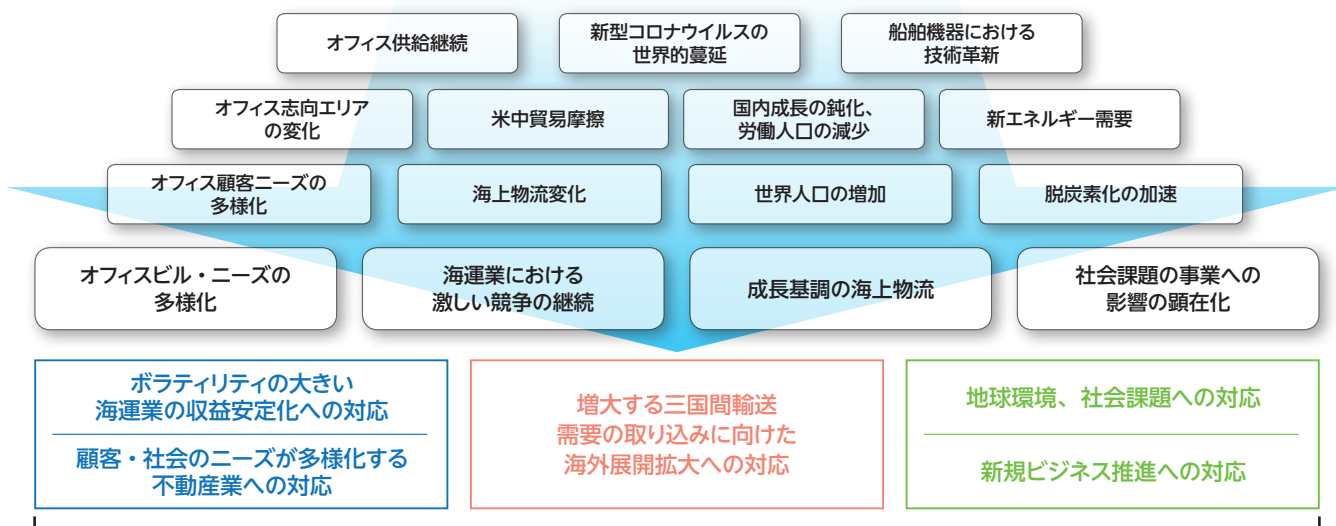 オフィス供給継続
新型コロナウイルスの
世界的蔓延
船舶機器における
技術革新
オフィス志向エリア
の変化
米中貿易摩擦
国内成長の鈍化、
労働人口の減少
新エネルギー需要
オフィス顧客ニーズの
多様化
海上物流変化
世界人口の増加
脱炭素化の加速
オフィスビル・ニーズの
多様化
海運業における
激しい競争の継続
成長基調の海上物流
社会課題の事業への
影響の顕在化
ボラティリティの大きい
海運業の収益安定化への対応
顧客・社会のニーズが多様化する
不動産業への対応
増大する三国間輸送
需要の取り込みに向けた
海外展開拡大への対応
地球環境、社会課題への対応
新規ビジネス推進への対応